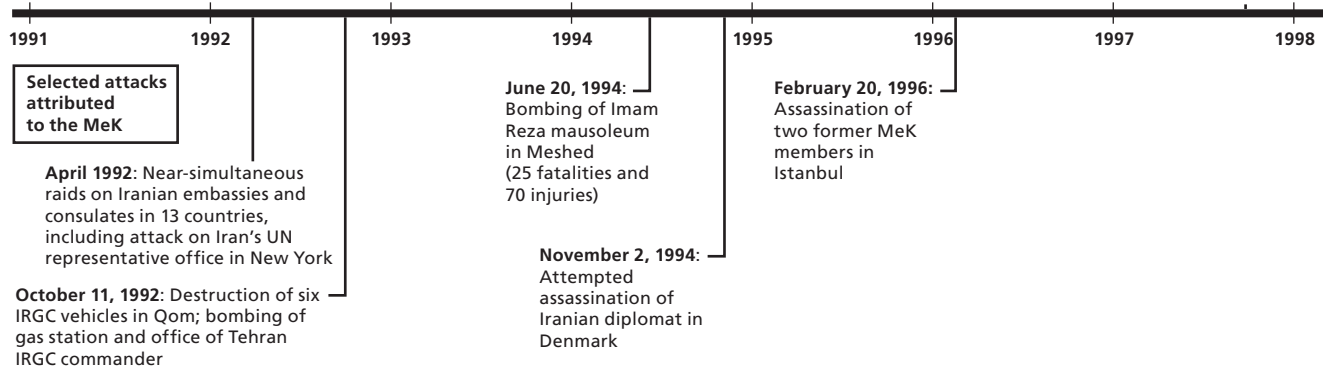 1991
1992
1993
1994
1995
1996
1997
1998
Selected attacks
attributed
to the MeK
April 1992: Near-simultaneous
raids on Iranian embassies and
consulates in 13 countries,
including attack on Iran’s UN
representative office in New York
October 11, 1992: Destruction of six
IRGC vehicles in Qom; bombing of
gas station and office of Tehran
IRGC commander
June 20, 1994:
Bombing of Imam
Reza mausoleum
in Meshed
(25 fatalities and
70 injuries)
November 2, 1994:
Attempted
assassination of
Iranian diplomat in
Denmark
February 20, 1996:
Assassination of
two former MeK
members in
Istanbul